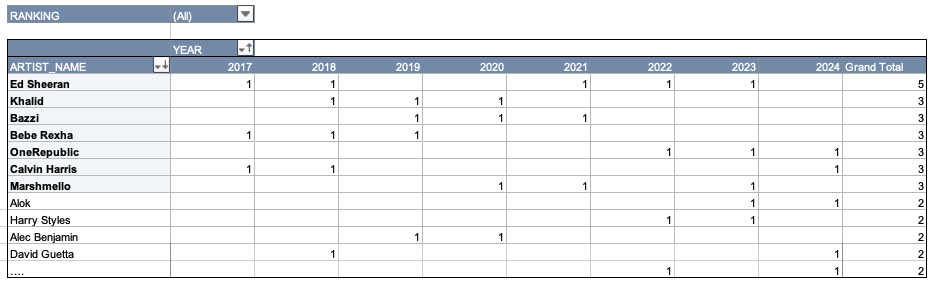 RANKING (All)
YEAR
ARTIST_NAME 2017 2018 2019 2020 2021 2022 2023 2024 Grand Total
Ed Sheeran 1 1 1 1 1 5
Khalid 1 1 1 3
Bazzi 1 1 1 3
Bebe Rexha 1 1 1 3
OneRepublic 1 1 1 3
Calvin Harris 1 1 1 3
Marshmello 1 1 1 3
Alok 1 1 2
Harry Styles 1 1 2
Alec Benjamin 1 1 2
David Guetta 1 1 2
.... 1 1 2